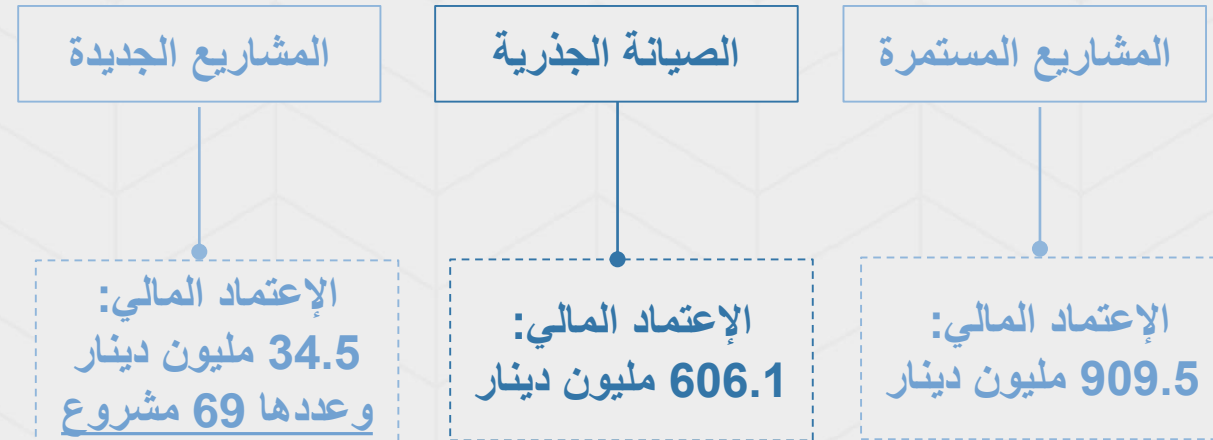 المشاريع المستمرة
الإعتماد المالي:
909.5 مليون دينار
الصيانة الجذرية
الإعتماد المالي:
606.1 مليون دينار
المشاريع الجديدة
الإعتماد المالي:
34.5 مليون دينار
وعددها 69 مشروع